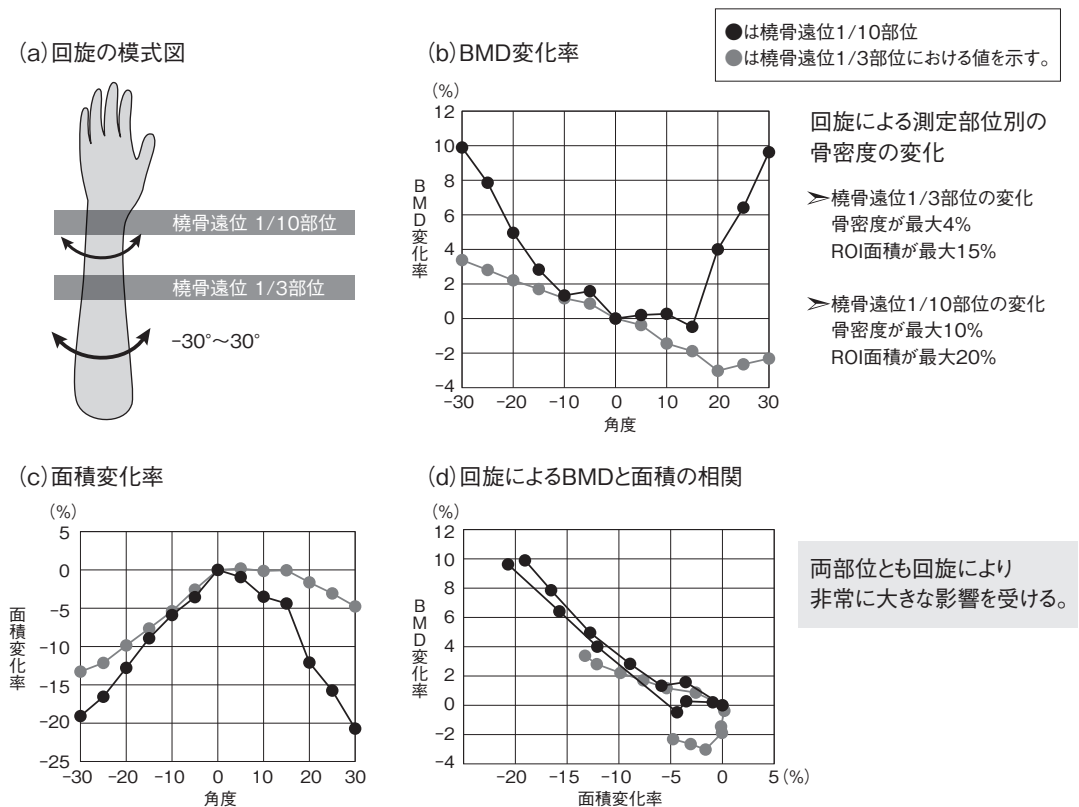 ●は橈骨遠位1/10部位
●は橈骨遠位1/3部位における値を示す。
(a)回旋の模式図
橈骨遠位 1/10部位
橈骨遠位 1/3部位
-30°~30°
(b)BMD変化率
(%)
12
10
8
6
4
2
0
-2
-4
BMD変化率
-30
-20
-10
0
10
20
30
角度
回旋による測定部位別の
骨密度の変化
➣橈骨遠位1/3部位の変化
骨密度が最大4%
ROI面積が最大15%
➣橈骨遠位1/10部位の変化
骨密度が最大10%
ROI面積が最大20%
(c)面積変化率
(%)
5
0
-5
-10
-15
-20
-25
面積変化率
-30
-20
-10
0
10
20
30
角度
(d)回旋によるBMDと面積の相関
(%)
12
10
8
6
4
2
0
-2
-4
BMD変化率
-20
-15
-10
-5
0
5
(%)
面積変化率
両部位とも回旋により
非常に大きな影響を受ける。